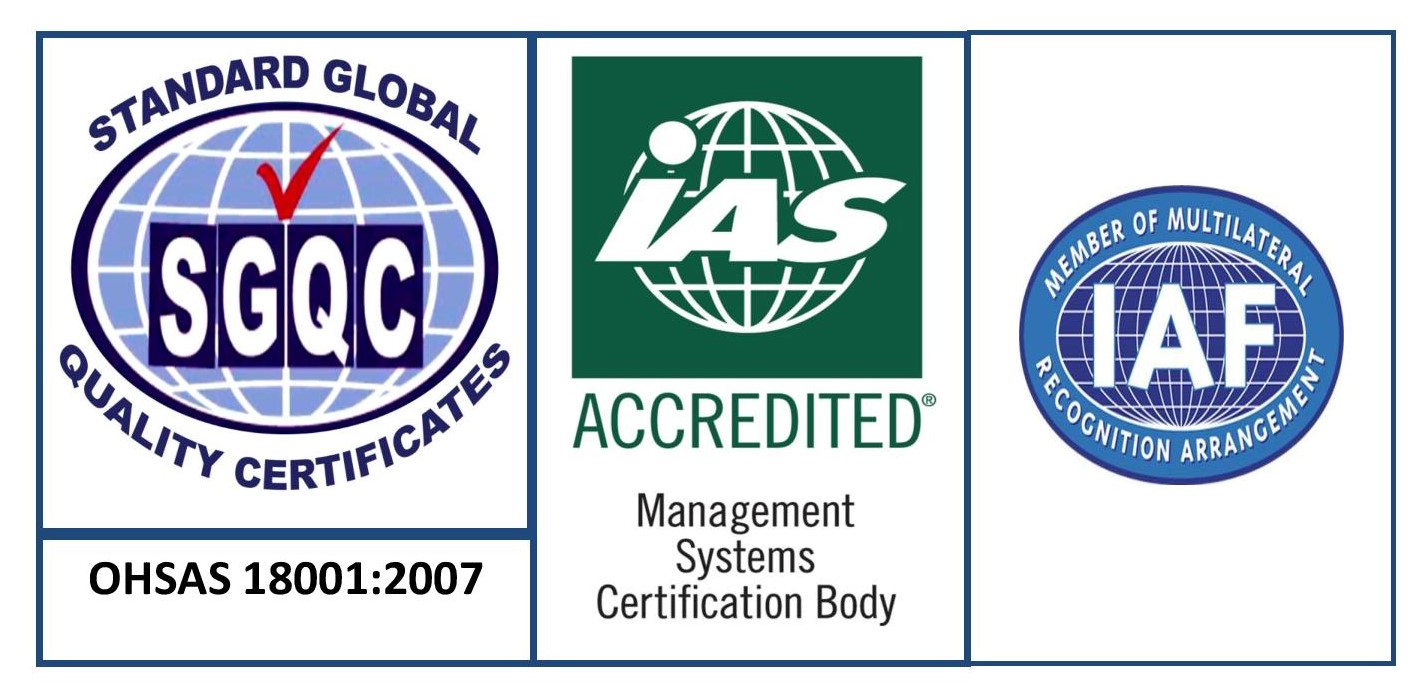 STANDARD GLOBAL
SGQC
QUALITY CERTIFICATES
OHSAS 18001:2007
iAS
ACCREDITED®
Management
Systems
Certification Body
MEMBER OF MULTILATERAL
IAF
RECOGNITION ARRANGEMENT